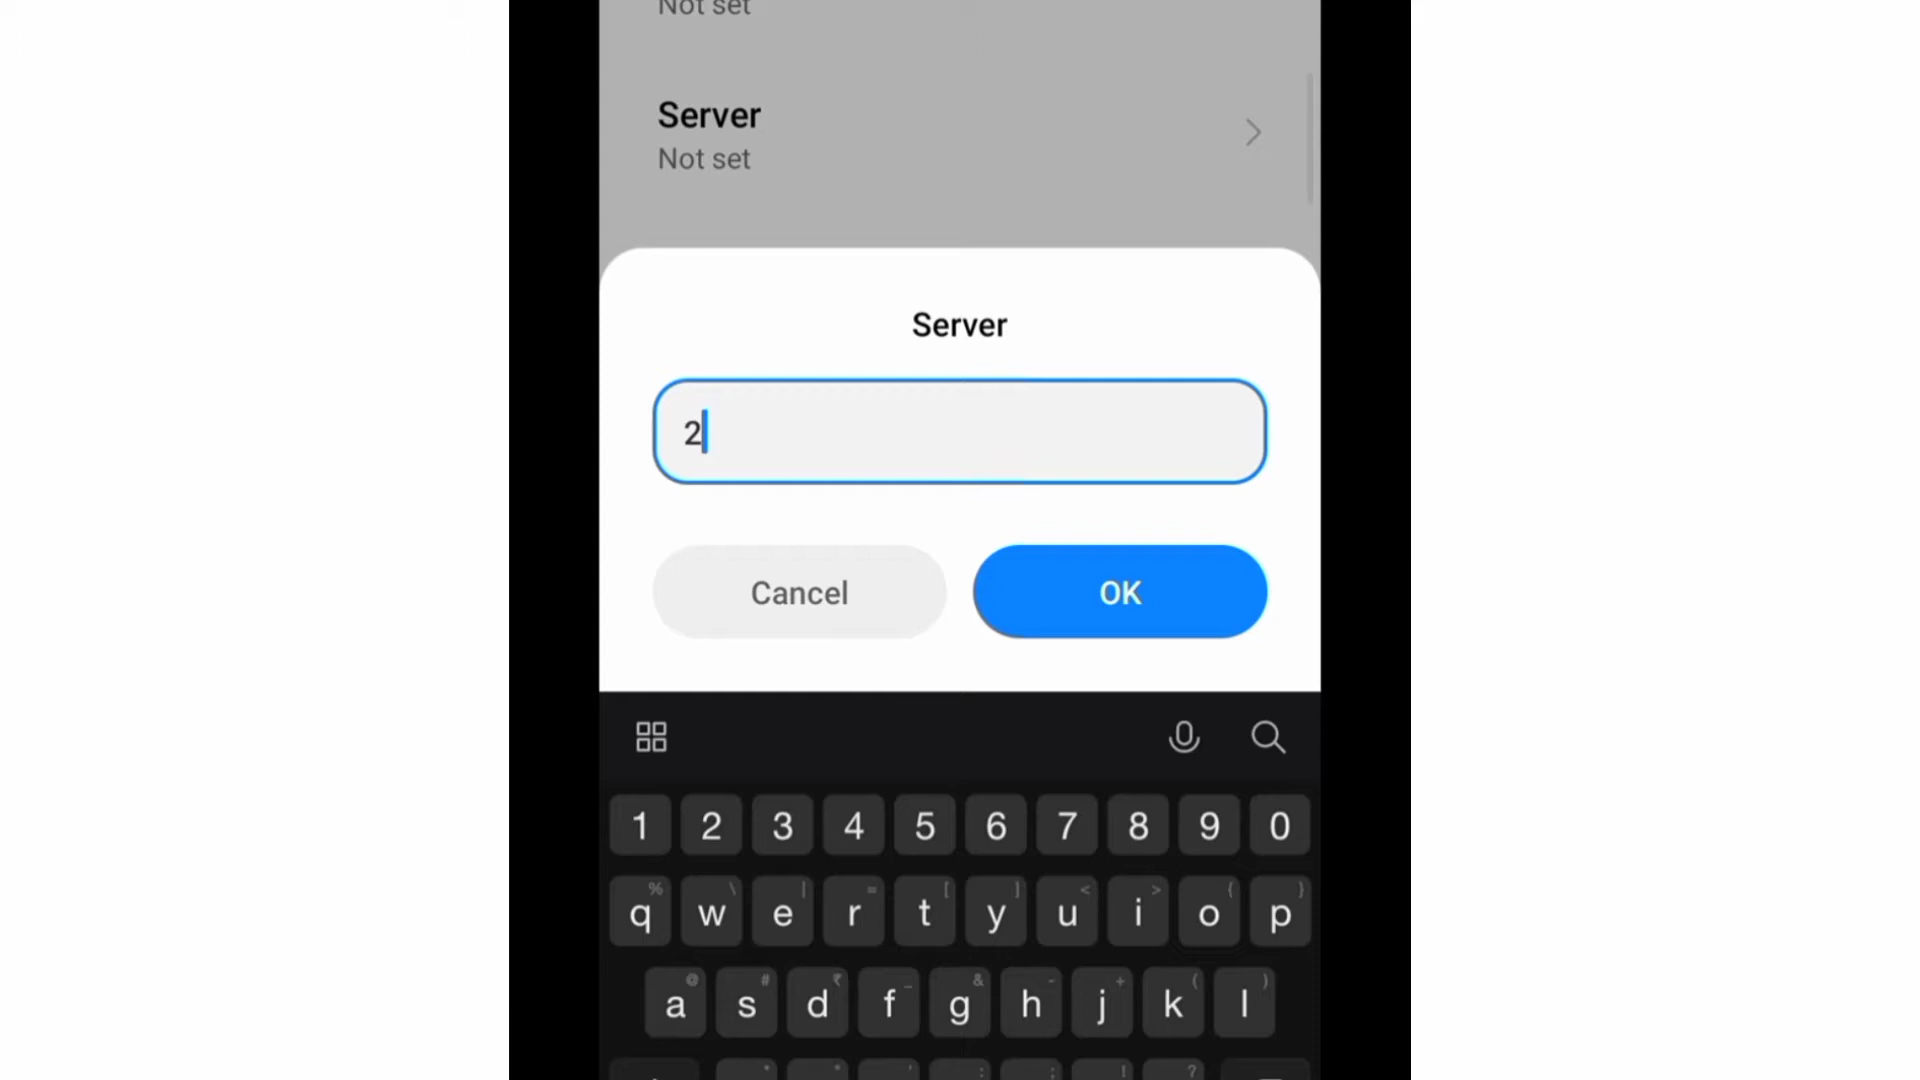 Not set
Server
Not set
Server
2
Cancel
OK
1 2 3 4 5 6 7 8 9 0
% \ | = [ ] < > { }
q w e r t y u i o p
@ # ₹ _ & - + ( )
a s d f g h j k l
: ; ! ?